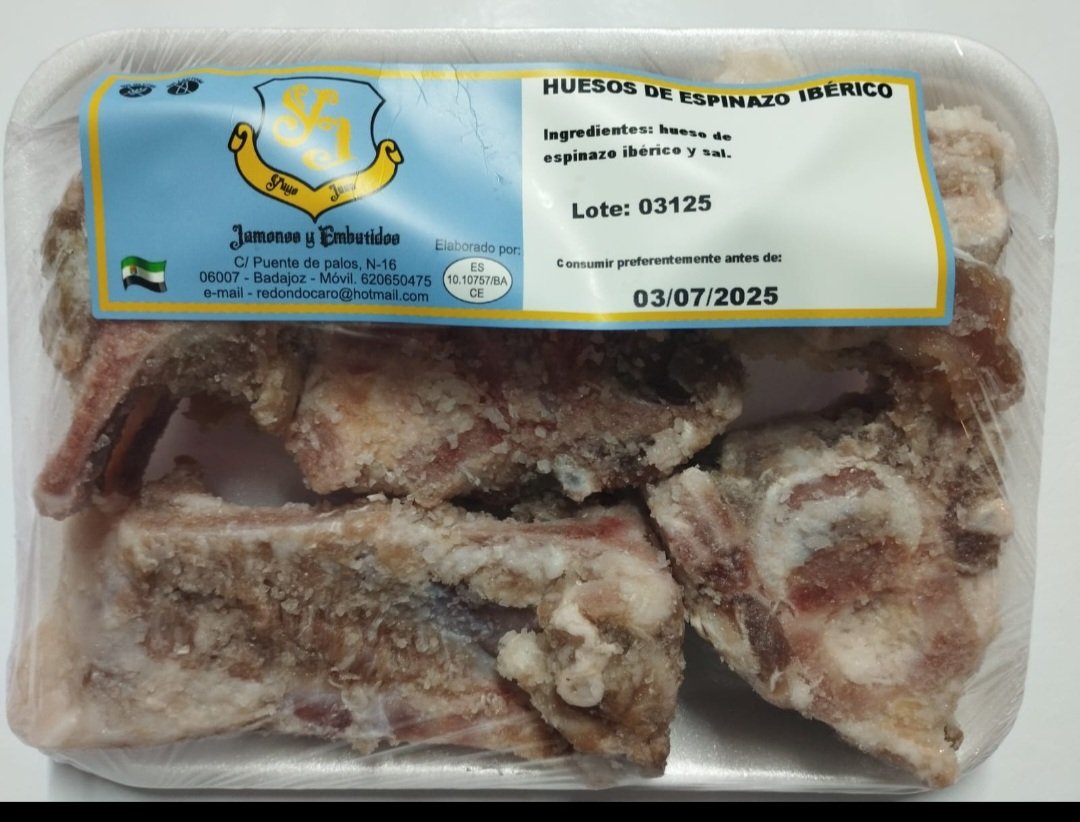 Yuyo Juan
Jamones y Embutidos
C/ Puente de palos, N-16
06007 - Badajoz - Móvil. 620650475
e-mail - redondocaro@hotmail.com
Elaborado por:
ES
10.10757/BA
CE
HUESOS DE ESPINAZO IBÉRICO
Ingredientes: hueso de
espinazo ibérico y sal.
Lote: 03125
Consumir preferentemente antes de:
03/07/2025